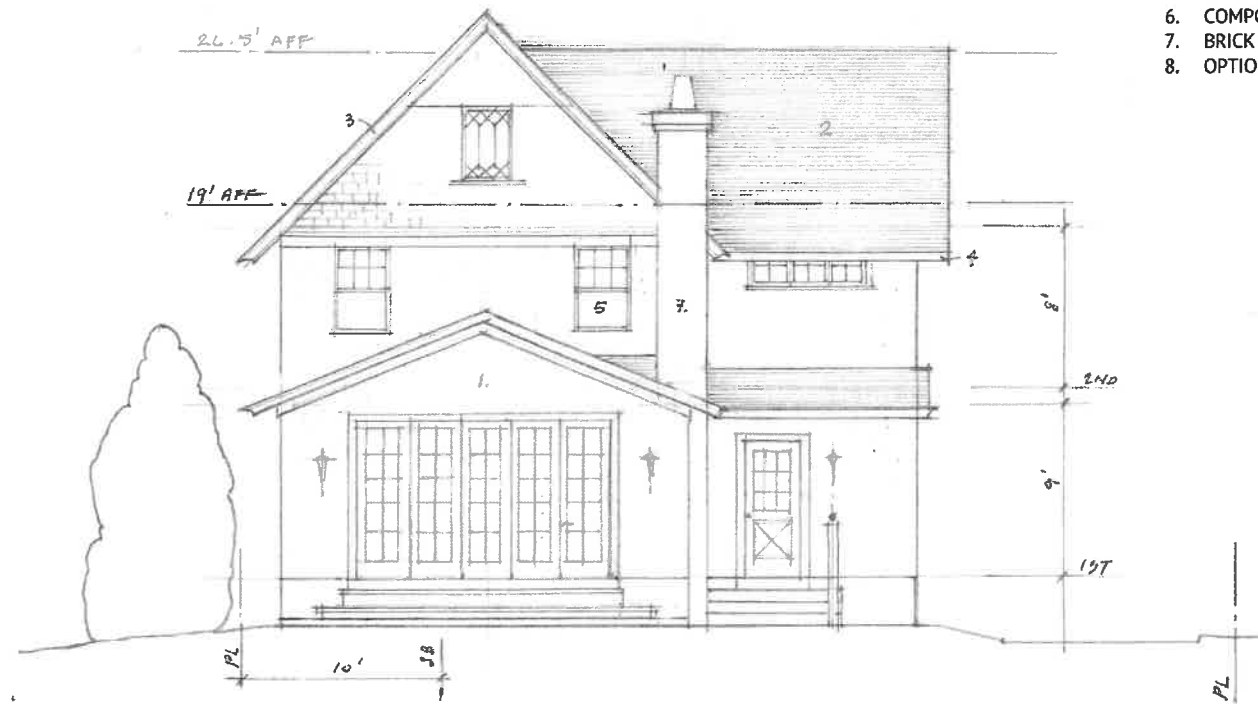 6. COMPO
7. BRICK
8. OPTIO
26.5' AFF
3
2
19' AFF
4
8'
5
7.
1.
2ND
9'
1ST
PL
10'
SB
PL